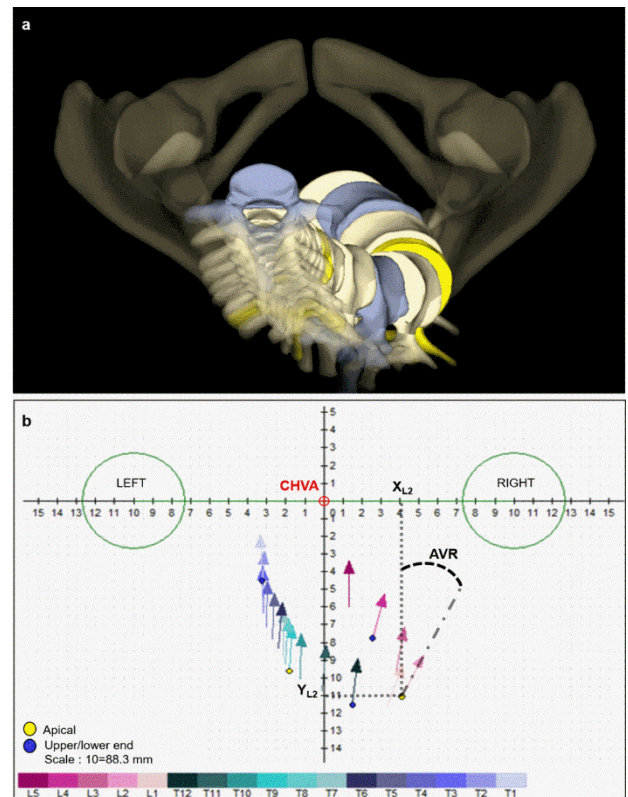 a
b
5
4
3
2
1
LEFT
CHVA
X L2
RIGHT
15 14 13 12 11 10 9 8 7 6 5 4 3 2 1 0 1 2 3 4 5 6 7 8 9 10 11 12 13 14 15
1
2
3
4
5
6
7
8
9
10
11
12
13
14
AVR
Y L2
Apical
Upper/lower end
Scale : 10=88.3 mm
L5 L4 L3 L2 L1 T12 T11 T10 T9 T8 T7 T6 T5 T4 T3 T2 T1